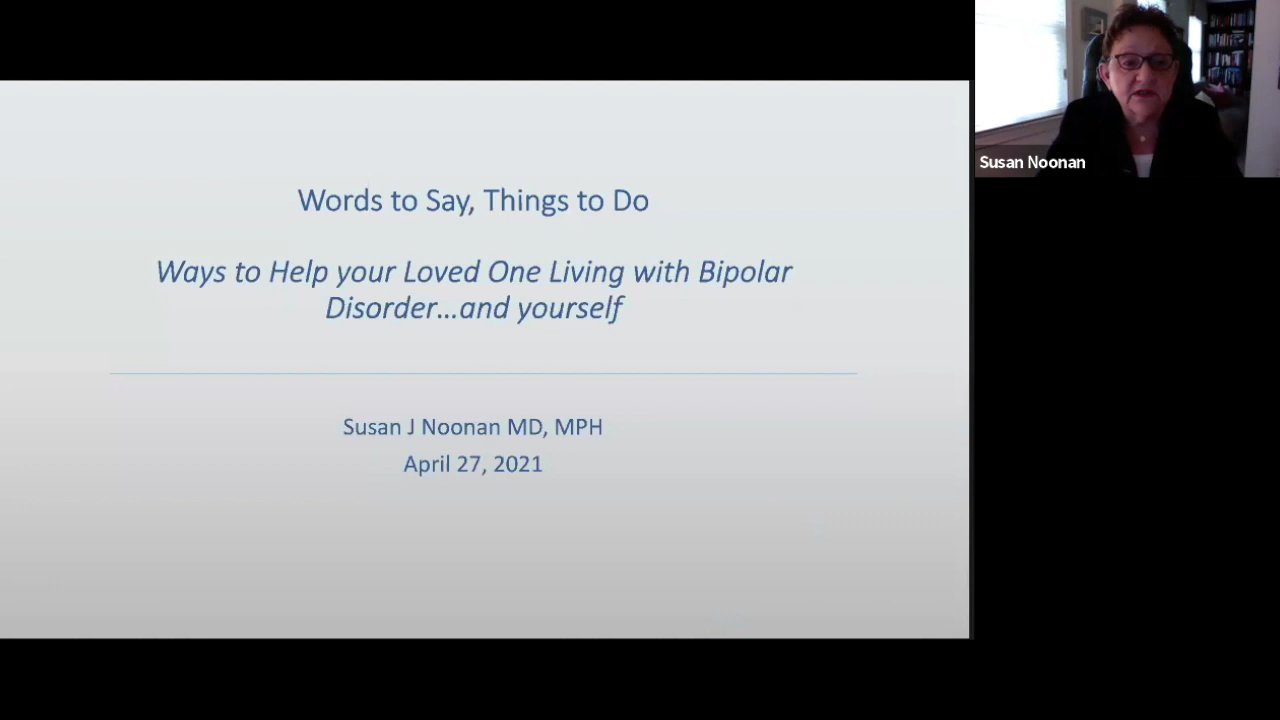 Words to Say, Things to Do
Ways to Help your Loved One Living with Bipolar
Disorder...and yourself
Susan J Noonan MD, MPH
April 27, 2021
Susan Noonan